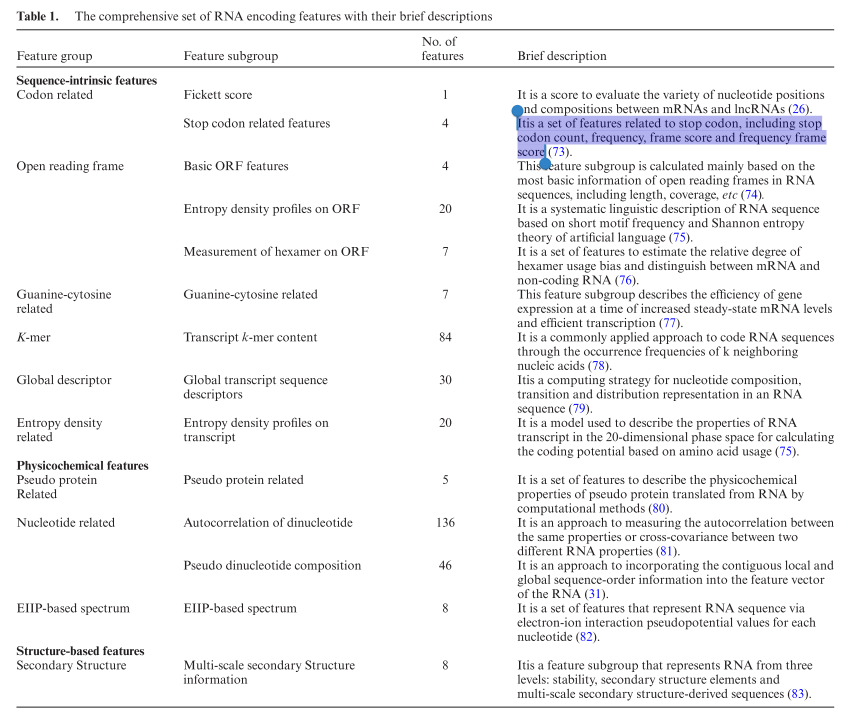 Table 1. The comprehensive set of RNA encoding features with their brief descriptions
No. of
Feature group Feature subgroup features Brief description
Sequence-intrinsic features
Codon related Fickett score 1 It is a score to evaluate the variety of nucleotide positions
and compositions between mRNAs and lncRNAs (26).
Stop codon related features 4 Itis a set of features related to stop codon, including stop
codon count, frequency, frame score and frequency frame
score (73).
Open reading frame Basic ORF features 4 This feature subgroup is calculated mainly based on the
most basic information of open reading frames in RNA
sequences, including length, coverage, etc (74).
Entropy density profiles on ORF 20 It is a systematic linguistic description of RNA sequence
based on short motif frequency and Shannon entropy
theory of artificial language (75).
Measurement of hexamer on ORF 7 It is a set of features to estimate the relative degree of
hexamer usage bias and distinguish between mRNA and
non-coding RNA (76).
Guanine-cytosine Guanine-cytosine related 7 This feature subgroup describes the efficiency of gene
related expression at a time of increased steady-state mRNA levels
and efficient transcription (77).
K-mer Transcript k-mer content 84 It is a commonly applied approach to code RNA sequences
through the occurrence frequencies of k neighboring
nucleic acids (78).
Global descriptor Global transcript sequence 30 Itis a computing strategy for nucleotide composition,
descriptors transition and distribution representation in an RNA
sequence (79).
Entropy density Entropy density profiles on 20 It is a model used to describe the properties of RNA
related transcript transcript in the 20-dimensional phase space for calculating
the coding potential based on amino acid usage (75).
Physicochemical features
Pseudo protein Pseudo protein related 5 It is a set of features to describe the physicochemical
Related properties of pseudo protein translated from RNA by
computational methods (80).
Nucleotide related Autocorrelation of dinucleotide 136 It is an approach to measuring the autocorrelation between
the same properties or cross-covariance between two
different RNA properties (81).
Pseudo dinucleotide composition 46 It is an approach to incorporating the contiguous local and
global sequence-order information into the feature vector
of the RNA (31).
EIIP-based spectrum EIIP-based spectrum 8 It is a set of features that represent RNA sequence via
electron-ion interaction pseudopotential values for each
nucleotide (82).
Structure-based features
Secondary Structure Multi-scale secondary Structure 8 Itis a feature subgroup that represents RNA from three
information levels: stability, secondary structure elements and
multi-scale secondary structure-derived sequences (83).